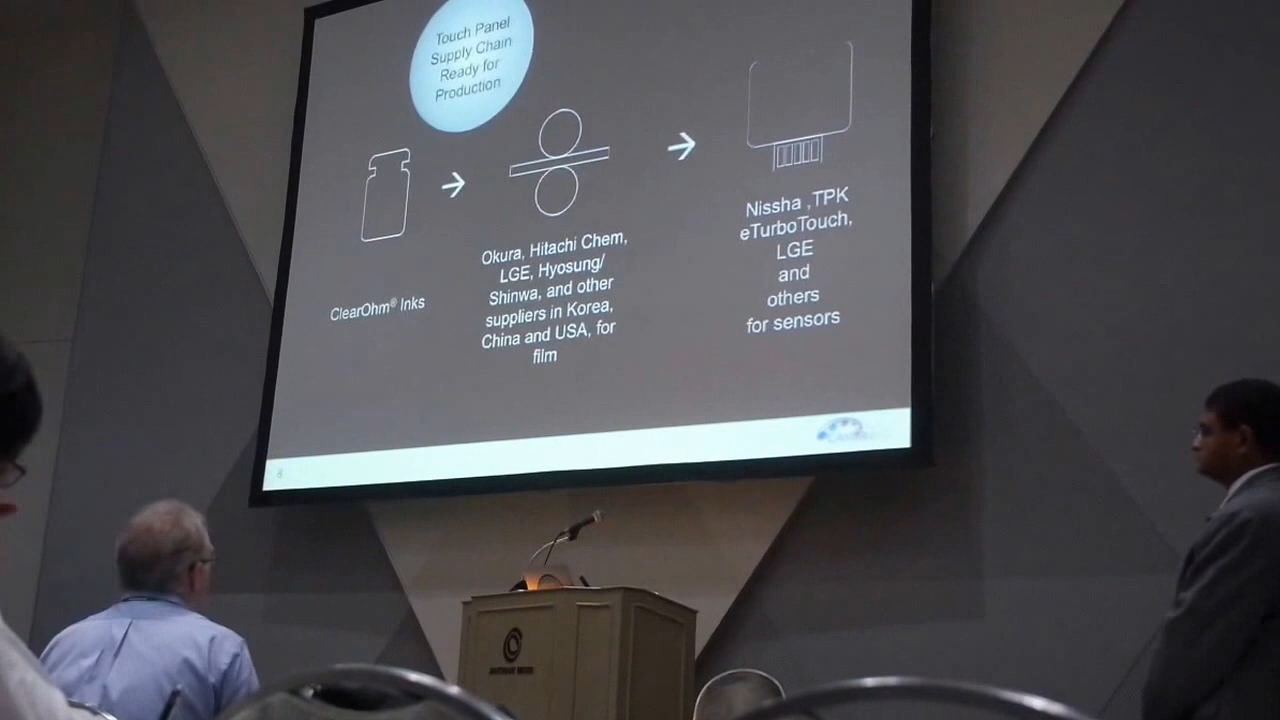 Touch Panel
Supply Chain
Ready for
Production
ClearOhm® Inks
Okura, Hitachi Chem,
LGE, Hyosung/
Shinwa, and other
suppliers in Korea,
China and USA, for
film
Nissha ,TPK
eTurboTouch,
LGE
and
others
for sensors
8